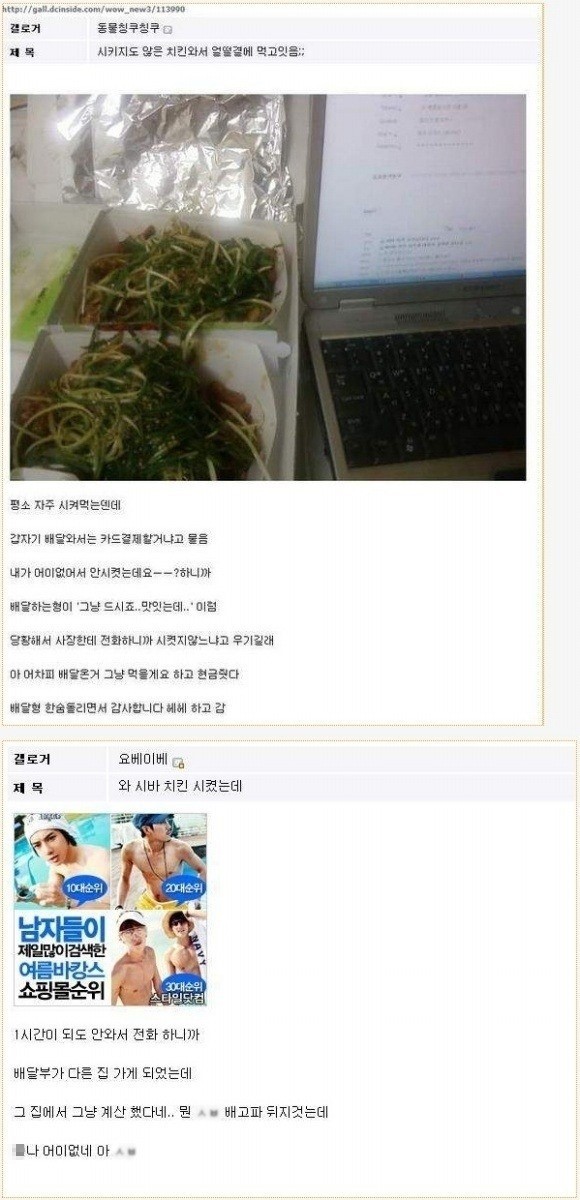 http://gall.dcinside.com/wow_new3/113990
갤로거 동물칭쿠칭쿠
제 목 시키지도 않은 치킨와서 얼떨결에 먹고잇음;;
평소 자주 시켜먹는덴데
갑자기 배달와서는 카드결제할거냐고 물음
내가 어이없어서 안시켯는데요ㅡㅡ?하니까
배달하는형이 '그냥 드시죠..맛잇는데..' 이럼
당황해서 사장한테 전화하니까 시켯지않느냐고 우기길래
아 어차피 배달온거 그냥 먹을게요 하고 현금줫다
배달형 한숨돌리면서 감사합니다 헤헤 하고 감
갤로거 요베이베
제 목 와 시바 치킨 시켰는데
10대순위
20대순위
남자들이
제일많이검색한
여름바캉스
쇼핑몰순위
NAVY
30대순위
스타일닷컴
1시간이 되도 안와서 전화 하니까
배달부가 다른 집 가게 되었는데
그 집에서 그냥 계산 했다네.. 뭔 배고파 뒤지것는데
나 어이없네 아